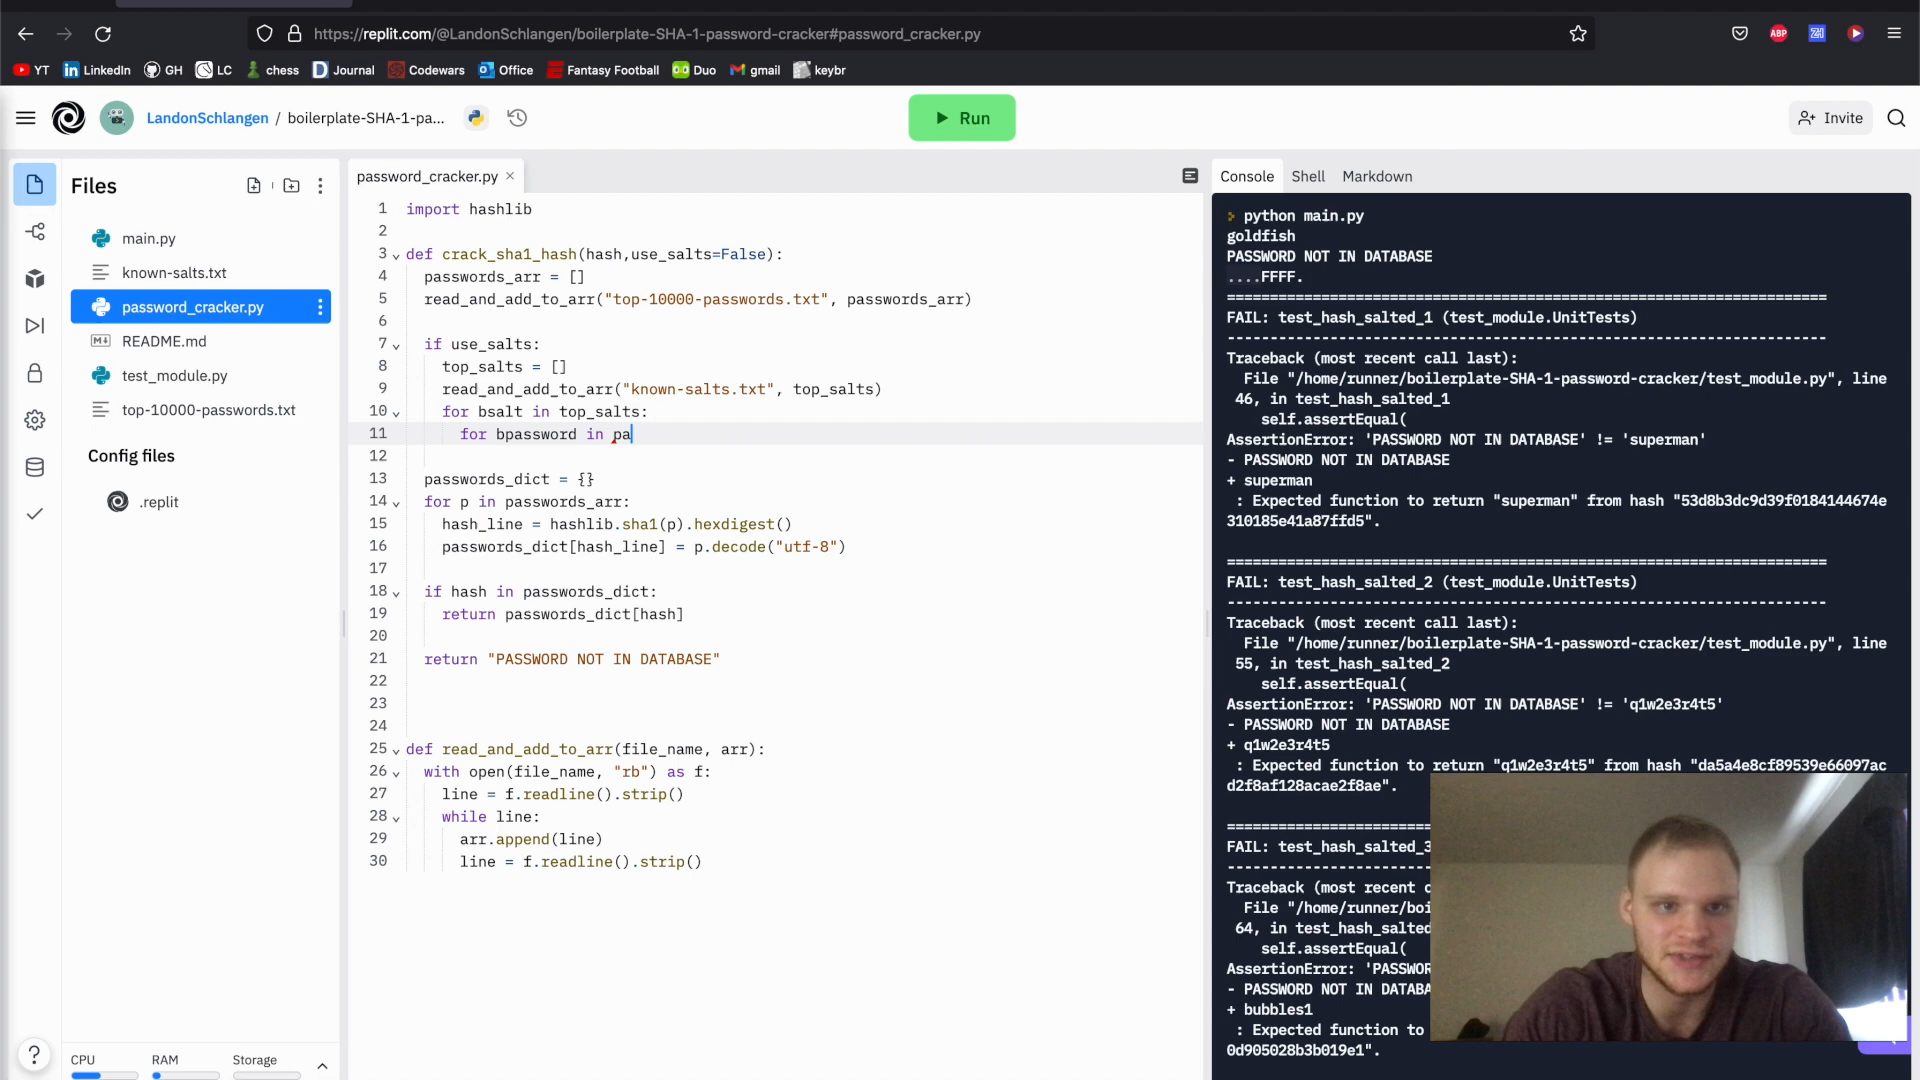 https://replit.com/@LandonSchlangen/boilerplate-SHA-1-password-cracker#password_cracker.py
ABP
YT
LinkedIn
GH
LC
chess
Journal
Codewars
Office
Fantasy Football
Duo
gmail
keybr
LandonSchlangen / boilerplate-SHA-1-pa...
Run
Invite
Files
main.py
known-salts.txt
password_cracker.py
README.md
test_module.py
top-10000-passwords.txt
Config files
.replit
CPU
RAM
Storage
password_cracker.py
1 import hashlib
2
3 def crack_sha1_hash(hash,use_salts=False):
4 passwords_arr = []
5 read_and_add_to_arr("top-10000-passwords.txt", passwords_arr)
6
7 if use_salts:
8 top_salts = []
9 read_and_add_to_arr("known-salts.txt", top_salts)
10 for bsalt in top_salts:
11 for bpassword in pa
12
13 passwords_dict = {}
14 for p in passwords_arr:
15 hash_line = hashlib.sha1(p).hexdigest()
16 passwords_dict[hash_line] = p.decode("utf-8")
17
18 if hash in passwords_dict:
19 return passwords_dict[hash]
20
21 return "PASSWORD NOT IN DATABASE"
22
23
24
25 def read_and_add_to_arr(file_name, arr):
26 with open(file_name, "rb") as f:
27 line = f.readline().strip()
28 while line:
29 arr.append(line)
30 line = f.readline().strip()
Console Shell Markdown
python main.py
goldfish
PASSWORD NOT IN DATABASE
....FFFF.
======================================================================
FAIL: test_hash_salted_1 (test_module.UnitTests)
----------------------------------------------------------------------
Traceback (most recent call last):
File "/home/runner/boilerplate-SHA-1-password-cracker/test_module.py", line
46, in test_hash_salted_1
self.assertEqual(
AssertionError: 'PASSWORD NOT IN DATABASE' != 'superman'
- PASSWORD NOT IN DATABASE
+ superman
: Expected function to return "superman" from hash "53d8b3dc9d39f0184144674e
310185e41a87ffd5".
======================================================================
FAIL: test_hash_salted_2 (test_module.UnitTests)
----------------------------------------------------------------------
Traceback (most recent call last):
File "/home/runner/boilerplate-SHA-1-password-cracker/test_module.py", line
55, in test_hash_salted_2
self.assertEqual(
AssertionError: 'PASSWORD NOT IN DATABASE' != 'q1w2e3r4t5'
- PASSWORD NOT IN DATABASE
+ q1w2e3r4t5
: Expected function to return "q1w2e3r4t5" from hash "da5a4e8cf89539e66097ac
d2f8af128acae2f8ae".
========================
FAIL: test_hash_salted_3
------------------------
Traceback (most recent c
File "/home/runner/boi
64, in test_hash_salted
self.assertEqual(
AssertionError: 'PASSWOR
- PASSWORD NOT IN DATABA
+ bubbles1
: Expected function to
0d905028b3b019e1".